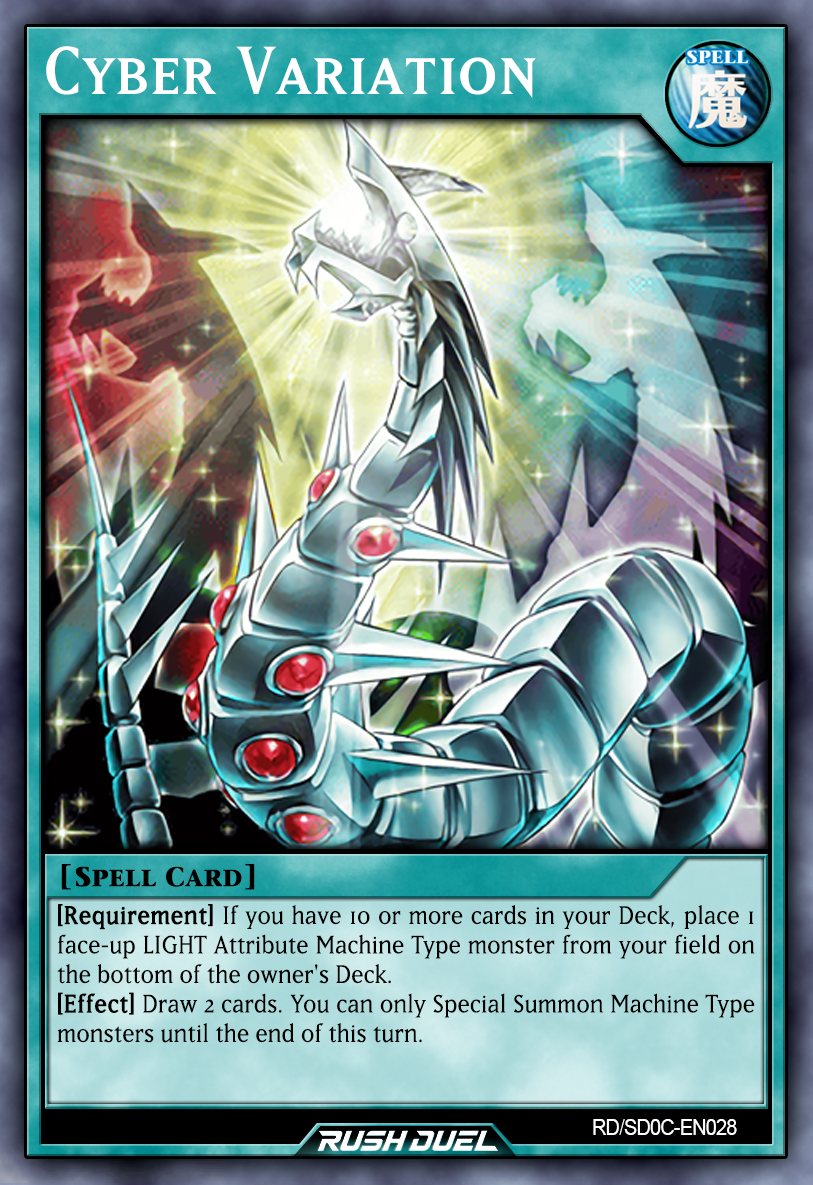 Cyber Variation
SPELL
魔
[Spell Card]
[Requirement] If you have 10 or more cards in your Deck, place 1
face-up LIGHT Attribute Machine Type monster from your field on
the bottom of the owner's Deck.
[Effect] Draw 2 cards. You can only Special Summon Machine Type
monsters until the end of this turn.
RD/SD0C-EN028
RUSH DUEL